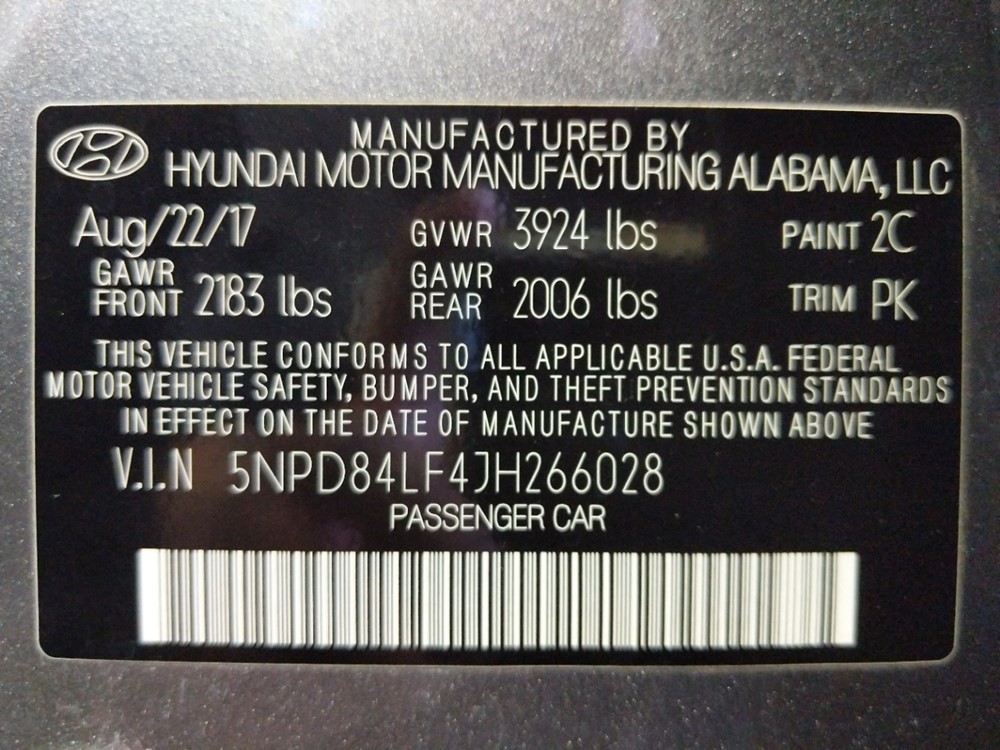 MANUFACTURED BY
HYUNDAI MOTOR MANUFACTURING ALABAMA, LLC
Aug/22/17 GVWR 3924 lbs PAINT 2C
GAWR FRONT 2183 lbs GAWR REAR 2006 lbs TRIM PK
THIS VEHICLE CONFORMS TO ALL APPLICABLE U.S.A. FEDERAL
MOTOR VEHICLE SAFETY, BUMPER, AND THEFT PREVENTION STANDARDS
IN EFFECT ON THE DATE OF MANUFACTURE SHOWN ABOVE
V.I.N 5NPD84LF4JH266028
PASSENGER CAR